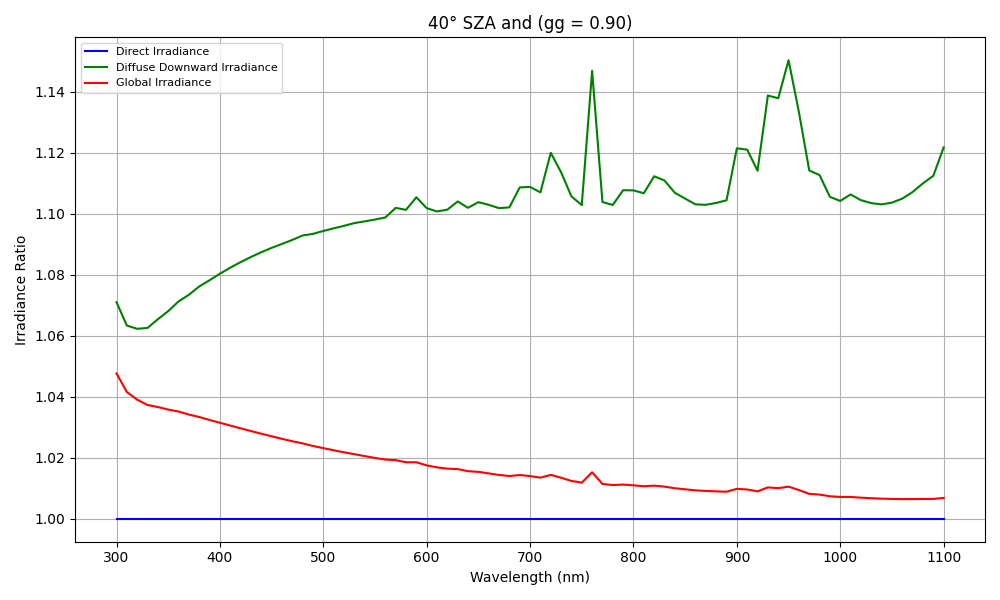 40° SZA and (gg = 0.90)
Direct Irradiance
Diffuse Downward Irradiance
Global Irradiance
1.14
1.12
1.10
1.08
1.06
1.04
1.02
1.00
Irradiance Ratio
300 400 500 600 700 800 900 1000 1100
Wavelength (nm)